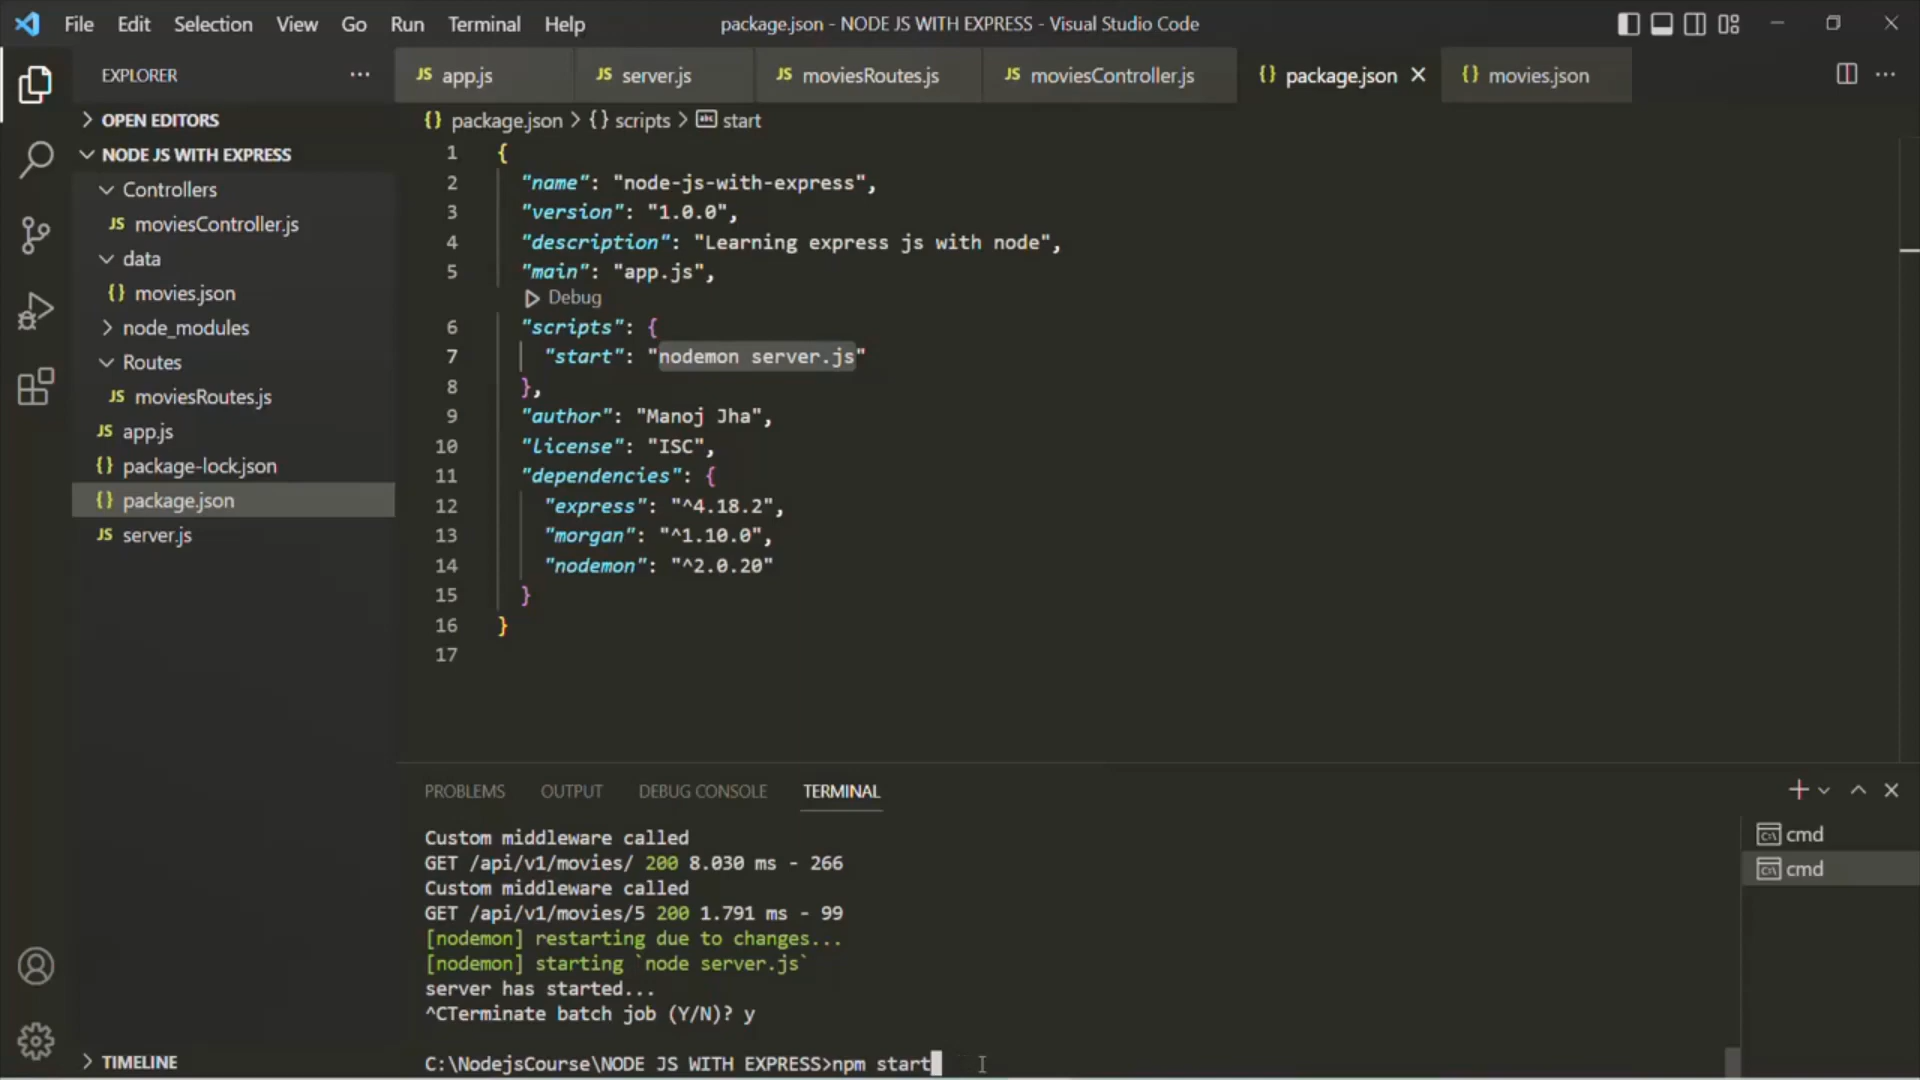 File Edit Selection View Go Run Terminal Help
package.json - NODE JS WITH EXPRESS - Visual Studio Code
EXPLORER
OPEN EDITORS
NODE JS WITH EXPRESS
Controllers
JS moviesController.js
data
{} movies.json
node_modules
Routes
JS moviesRoutes.js
JS app.js
{} package-lock.json
{} package.json
JS server.js
TIMELINE
JS app.js
JS server.js
JS moviesRoutes.js
JS moviesController.js
{} package.json
{} movies.json
{} package.json > {} scripts > abc start
1 {
2 "name": "node-js-with-express",
3 "version": "1.0.0",
4 "description": "Learning express js with node",
5 "main": "app.js",
Debug
6 "scripts": {
7 "start": "nodemon server.js"
8 },
9 "author": "Manoj Jha",
10 "license": "ISC",
11 "dependencies": {
12 "express": "^4.18.2",
13 "morgan": "^1.10.0",
14 "nodemon": "^2.0.20"
15 }
16 }
17
PROBLEMS OUTPUT DEBUG CONSOLE TERMINAL
Custom middleware called
GET /api/v1/movies/ 200 8.030 ms - 266
Custom middleware called
GET /api/v1/movies/5 200 1.791 ms - 99
[nodemon] restarting due to changes...
[nodemon] starting `node server.js`
server has started...
^CTerminate batch job (Y/N)? y
C:\NodejsCourse\NODE JS WITH EXPRESS>npm start
cmd
cmd